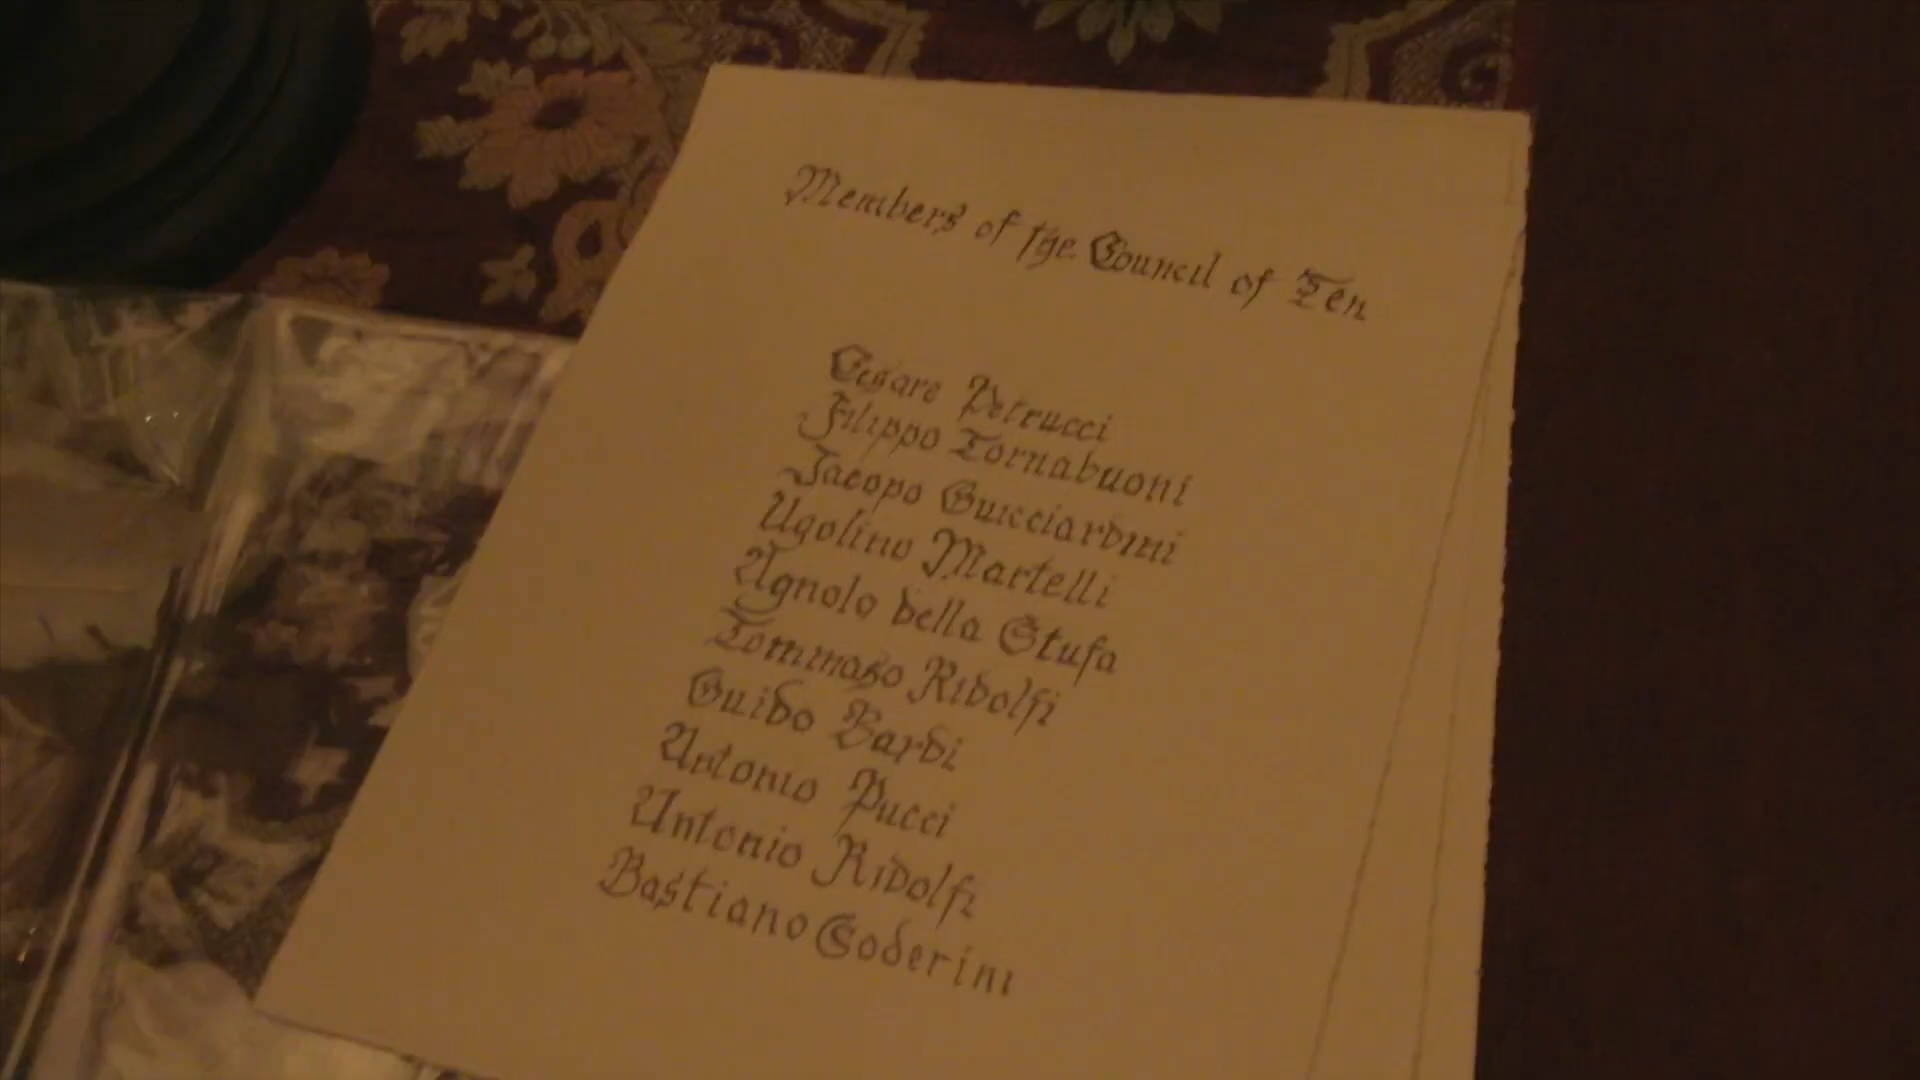 Members of the Council of Ten
Cesare Petrucci
Filippo Tornabuoni
Jacopo Guicciardini
Ugolino Martelli
Agnolo della Stufa
Tommaso Ridolfi
Guido Bardi
Antonio Pucci
Antonio Ridolfi
Bastiano Soderini